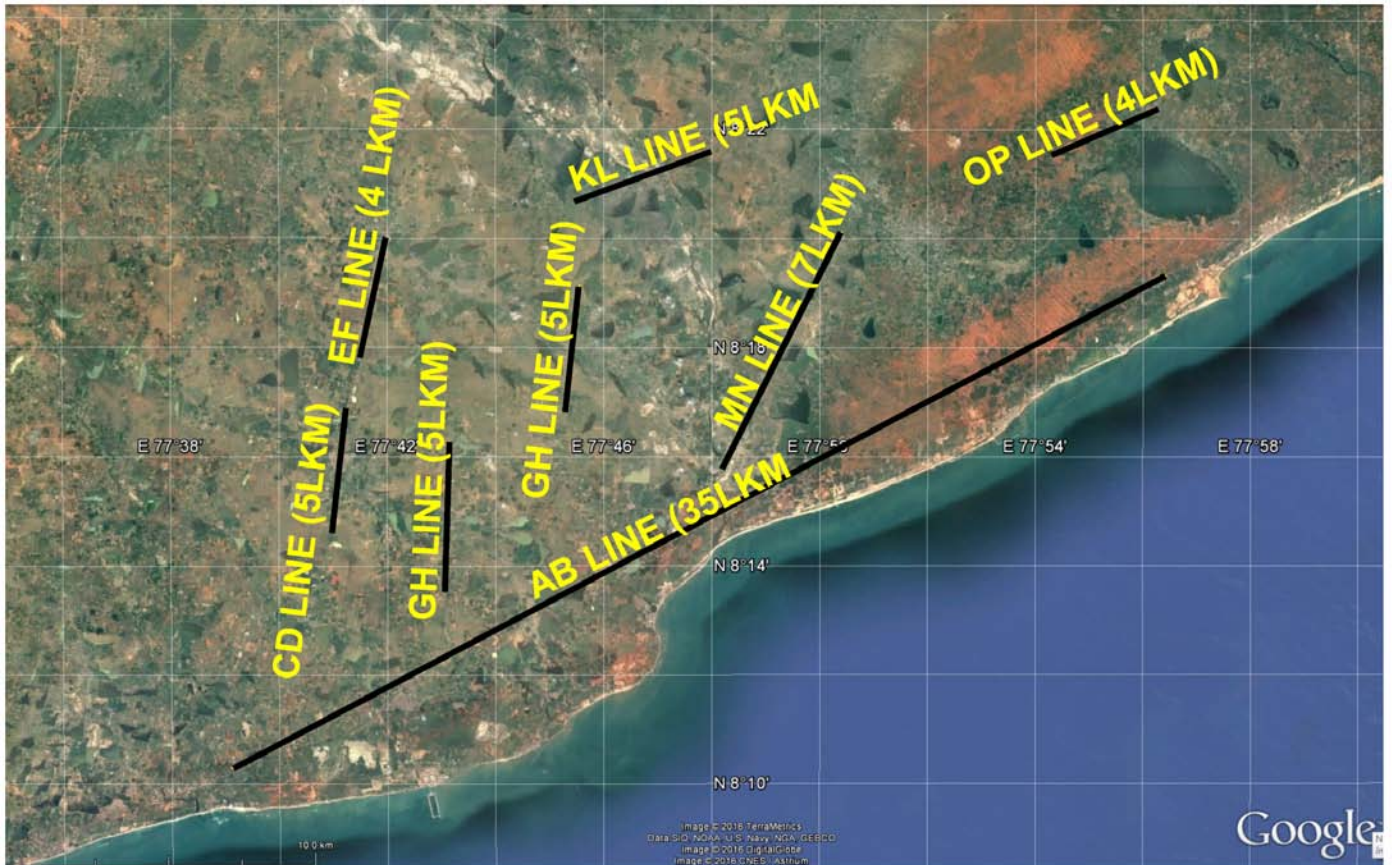 EF LINE (4 LKM)
KL LINE (5LKM
N 8°22'
OP LINE (4LKM)
GH LINE (5LKM)
MN LINE (7LKM)
N 8°18'
CD LINE (5LKM)
GH LINE (5LKM)
E 77°38'
E 77°42'
E 77°46'
E 77°50'
E 77°54'
E 77°58'
AB LINE (35LKM
N 8°14'
N 8°10'
10.0 km
Image © 2016 TerraMetrics
Data SIO, NOAA, U.S. Navy, NGA, GEBCO
Image © 2016 DigitalGlobe
Image © 2016 CNES / Astrium
Google